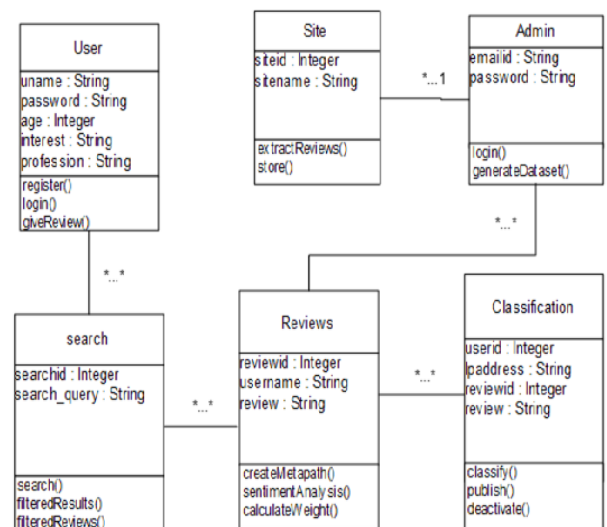 User
uname : String
password : String
age : Integer
interest : String
profession : String
register()
login()
giveReview()
Site
siteid : Integer
sitename : String
extractReviews()
store()
*...1
Admin
emailid : String
password : String
login()
generateDataset()
*...*
*...*
search
searchid : Integer
search_query : String
search()
filteredResults()
filteredReviews()
*...*
Reviews
reviewid : Integer
username : String
review : String
createMetapath()
sentimentAnalysis()
calculateWeight()
*...*
Classification
userid : Integer
Ipaddress : String
reviewid : Integer
review : String
classify()
publish()
deactivate()